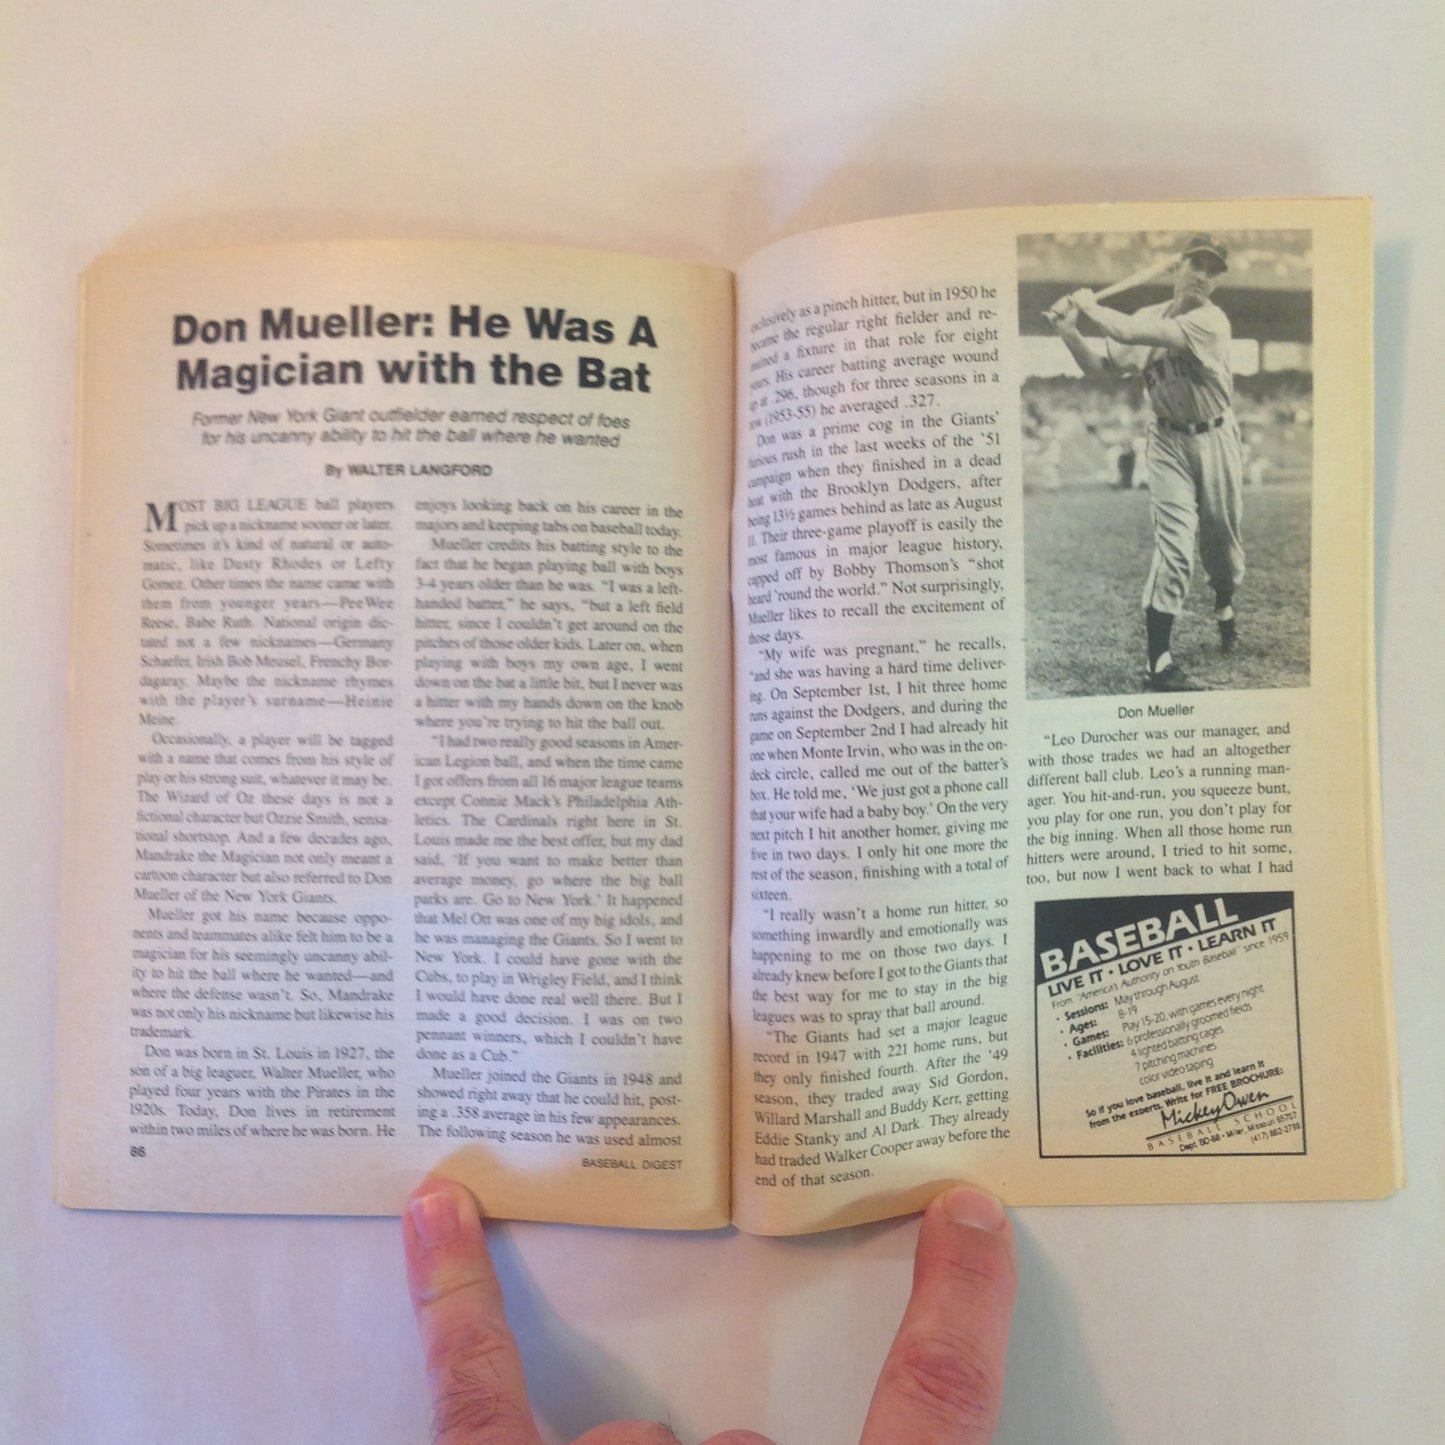 Don Mueller: He Was A
Magician with the Bat
Former New York Giant outfielder earned respect of foes
for his uncanny ability to hit the ball where he wanted
By WALTER LANGFORD
MOST BIG LEAGUE ball players
pick up a nickname sooner or later.
Sometimes it's kind of natural or auto-
matic, like Dusty Rhodes or Lefty
Gomez. Other times the name came with
them from younger years—PeeWee
Reese, Babe Ruth. National origin dic-
tated not a few nicknames—Germany
Schaefer, Irish Bob Meusel, Frenchy Bor-
dagaray. Maybe the nickname rhymes
with the player's surname—Heinie
Meine.
Occasionally, a player will be tagged
with a name that comes from his style of
play or his strong suit, whatever it may be.
The Wizard of Oz these days is not a
fictional character but Ozzie Smith, sensa-
tional shortstop. And a few decades ago,
Mandrake the Magician not only meant a
cartoon character but also referred to Don
Mueller of the New York Giants.
Mueller got his name because oppo-
nents and teammates alike felt him to be a
magician for his seemingly uncanny abil-
ity to hit the ball where he wanted—and
where the defense wasn't. So, Mandrake
was not only his nickname but likewise his
trademark.
Don was born in St. Louis in 1927, the
son of a big leaguer, Walter Mueller, who
played four years with the Pirates in the
1920s. Today, Don lives in retirement
within two miles of where he was born. He
enjoys looking back on his career in the
majors and keeping tabs on baseball today.
Mueller credits his batting style to the
fact that he began playing ball with boys
3-4 years older than he was. "I was a left-
handed batter," he says, "but a left field
hitter, since I couldn't get around on the
pitches of those older kids. Later on, when
playing with boys my own age, I went
down on the bat a little bit, but I never was
a hitter with my hands down on the knob
where you're trying to hit the ball out.
"I had two really good seasons in Amer-
ican Legion ball, and when the time came
I got offers from all 16 major league teams
except Connie Mack's Philadelphia Ath-
letics. The Cardinals right here in St.
Louis made me the best offer, but my dad
said, 'If you want to make better than
average money, go where the big ball
parks are. Go to New York.' It happened
that Mel Ott was one of my big idols, and
he was managing the Giants. So I went to
New York. I could have gone with the
Cubs, to play in Wrigley Field, and I think
I would have done real well there. But I
made a good decision. I was on two
pennant winners, which I couldn't have
done as a Cub."
Mueller joined the Giants in 1948 and
showed right away that he could hit, post-
ing a .358 average in his few appearances.
The following season he was used almost
86
BASEBALL DIGEST
exclusively as a pinch hitter, but in 1950 he
became the regular right fielder and re-
mained a fixture in that role for eight
years. His career batting average wound
up at .296, though for three seasons in a
row (1953-55) he averaged .327.
Don was a prime cog in the Giants'
furious rush in the last weeks of the '51
campaign when they finished in a dead
heat with the Brooklyn Dodgers, after
being 13½ games behind as late as August
11. Their three-game playoff is easily the
most famous in major league history,
capped off by Bobby Thomson's "shot
heard 'round the world." Not surprisingly,
Mueller likes to recall the excitement of
those days.
"My wife was pregnant," he recalls,
"and she was having a hard time deliver-
ing. On September 1st, I hit three home
runs against the Dodgers, and during the
game on September 2nd I had already hit
one when Monte Irvin, who was in the on-
deck circle, called me out of the batter's
box. He told me, 'We just got a phone call
that your wife had a baby boy.' On the very
next pitch I hit another homer, giving me
five in two days. I only hit one more the
rest of the season, finishing with a total of
sixteen.
"I really wasn't a home run hitter, so
something inwardly and emotionally was
happening to me on those two days. I
already knew before I got to the Giants that
the best way for me to stay in the big
leagues was to spray that ball around.
"The Giants had set a major league
record in 1947 with 221 home runs, but
they only finished fourth. After the '49
season, they traded away Sid Gordon,
Willard Marshall and Buddy Kerr, getting
Eddie Stanky and Al Dark. They already
had traded Walker Cooper away before the
end of that season.
NEW YORK
Don Mueller
"Leo Durocher was our manager, and
with those trades we had an altogether
different ball club. Leo's a running man-
ager. You hit-and-run, you squeeze bunt,
you play for one run, you don't play for
the big inning. When all those home run
hitters were around, I tried to hit some,
too, but now I went back to what I had
BASEBALL
LIVE IT • LOVE IT • LEARN IT
From "America's Authority on Youth Baseball" since 1959
• Sessions: May through August
• Ages: 8-19
• Games: Play 15-20, with games every night
• Facilities: 6 professionally groomed fields
4 lighted batting cages
7 pitching machines
color video taping
So if you love baseball, live it and learn it
from the experts. Write for FREE BROCHURE:
Mickey Owen
BASEBALL SCHOOL
Dept. BD-88 • Miller, Missouri 65707
(417) 882-2799